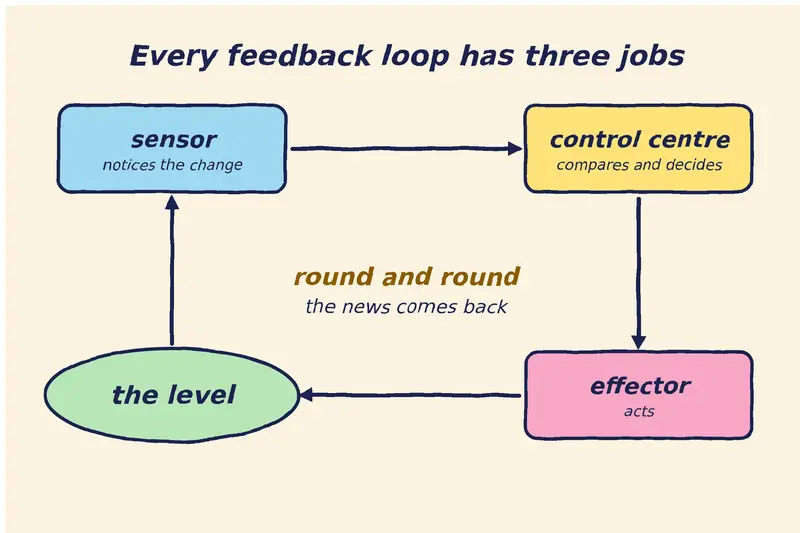 Every feedback loop has three jobs
sensor
notices the change
control centre
compares and decides
round and round
the news comes back
the level
effector
acts